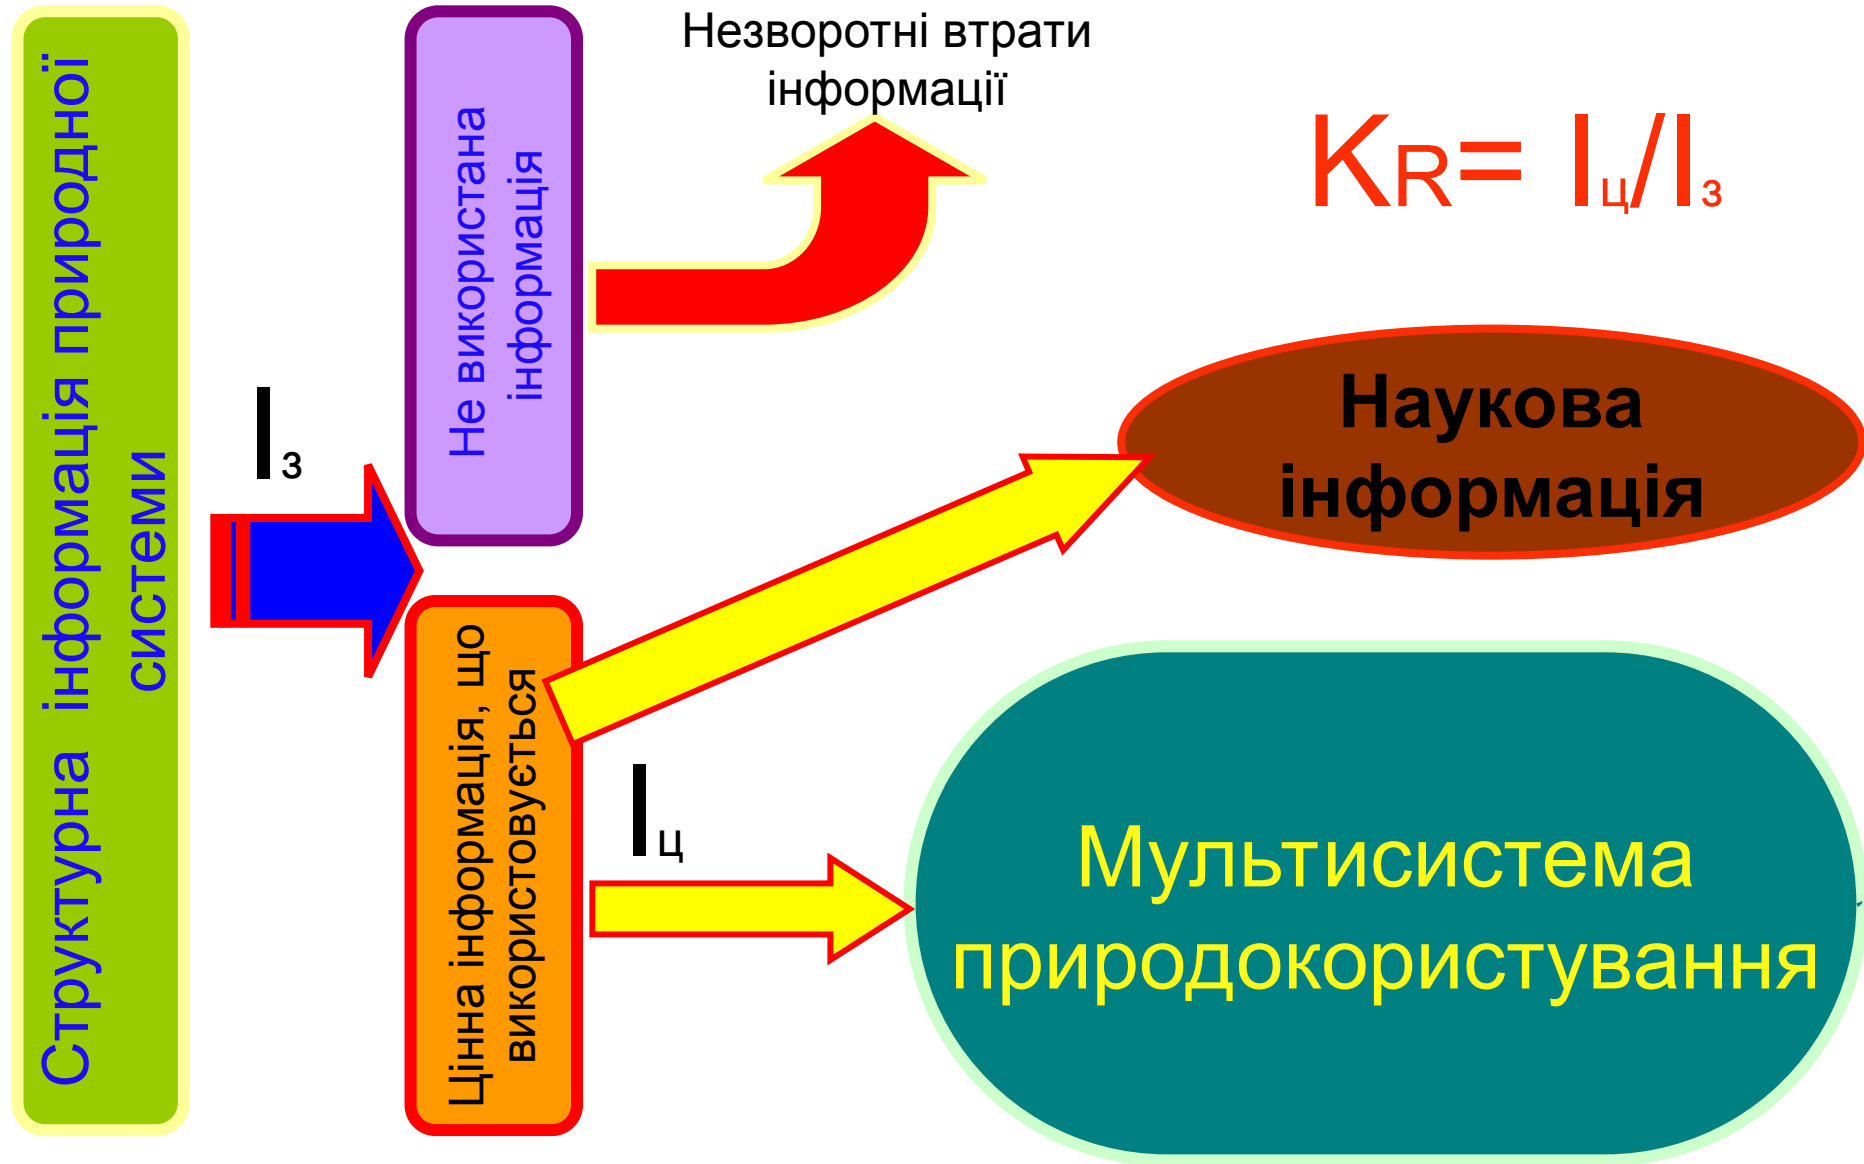 Структурна інформація природної
системи
Iз
Не використана
інформація
Незворотні втрати
інформації
KR= Iц/Iз
Наукова
інформація
Цінна інформація, що
використовується
Iц
Мультисистема
природокористування